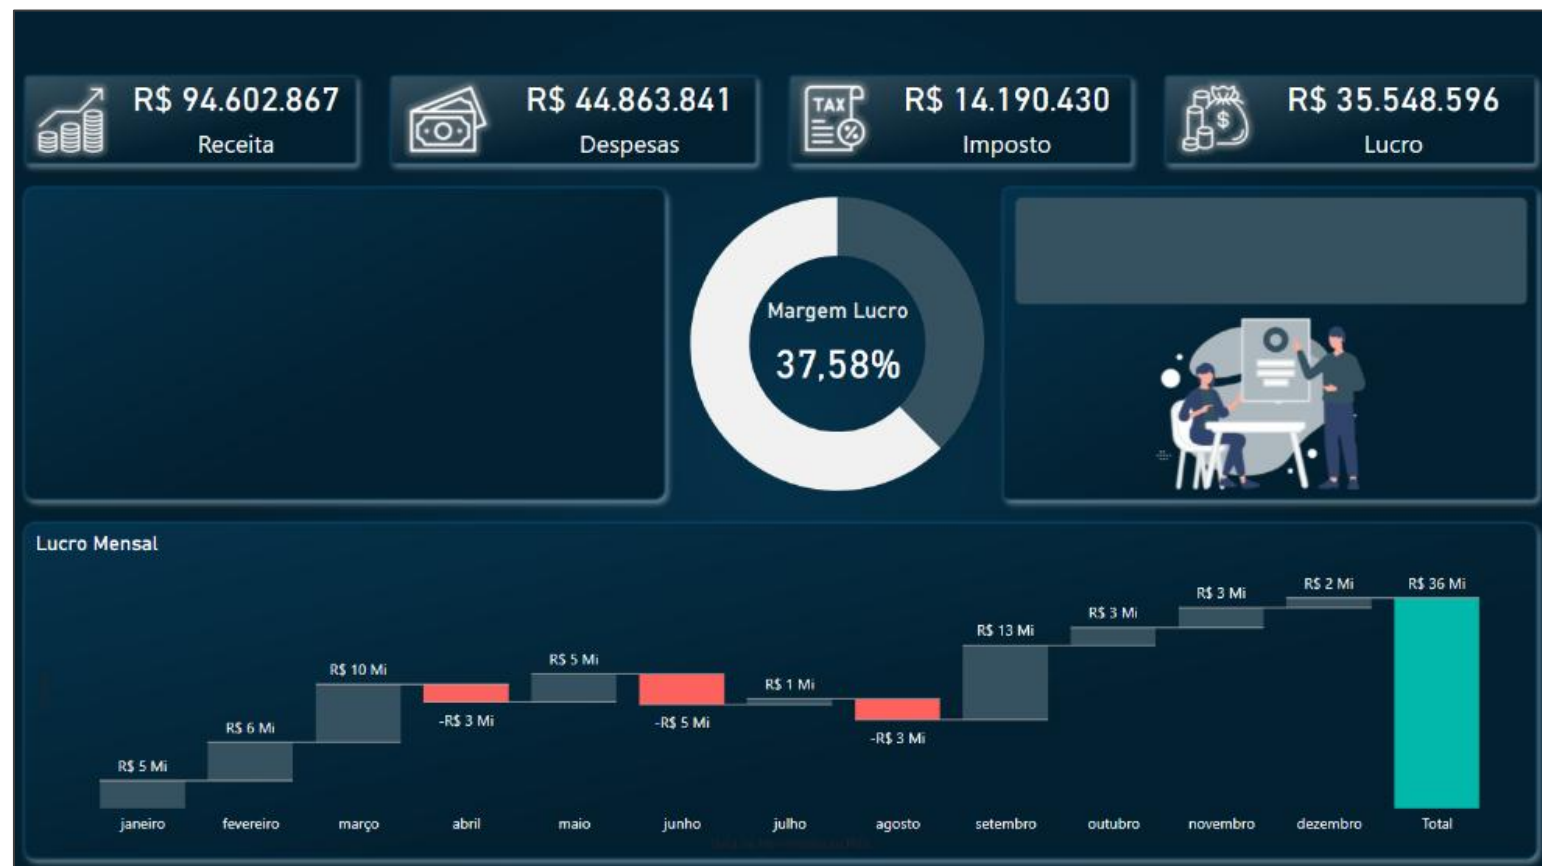 R$ 94.602.867
Receita
R$ 44.863.841
Despesas
TAX
%
R$ 14.190.430
Imposto
$
R$ 35.548.596
Lucro
Margem Lucro
37,58%
Lucro Mensal
R$ 5 Mi
R$ 6 Mi
R$ 10 Mi
-R$ 3 Mi
R$ 5 Mi
-R$ 5 Mi
R$ 1 Mi
-R$ 3 Mi
R$ 13 Mi
R$ 3 Mi
R$ 3 Mi
R$ 2 Mi
R$ 36 Mi
janeiro fevereiro março abril maio junho julho agosto setembro outubro novembro dezembro Total